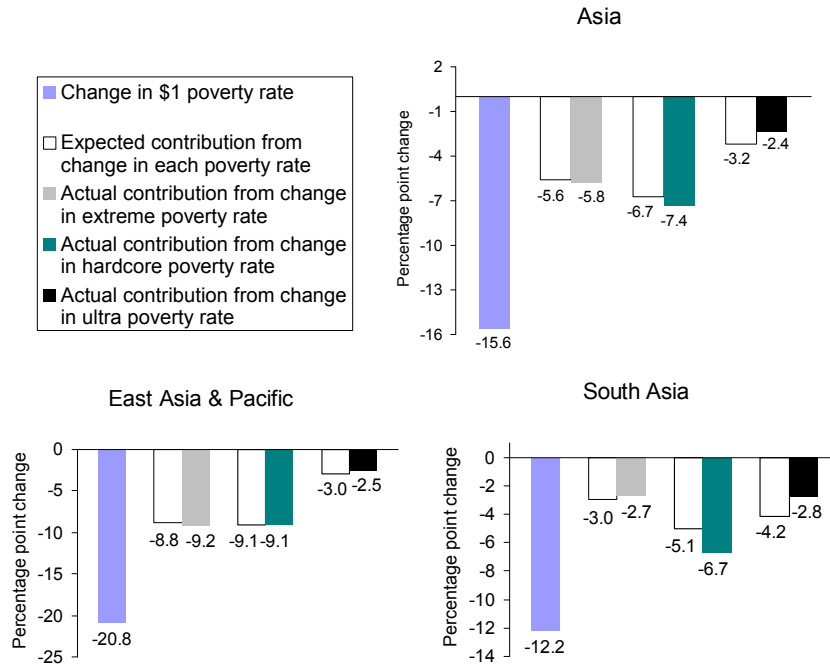 Asia
Change in $1 poverty rate
Expected contribution from
change in each poverty rate
Actual contribution from change
in extreme poverty rate
Actual contribution from change
in hardcore poverty rate
Actual contribution from change
in ultra poverty rate
Percentage point change
2
-1
-4
-7
-10
-13
-16
-15.6
-5.6
-5.8
-6.7
-7.4
-3.2
-2.4
East Asia & Pacific
Percentage point change
0
-5
-10
-15
-20
-25
-20.8
-8.8
-9.2
-9.1
-9.1
-3.0
-2.5
South Asia
Percentage point change
0
-2
-4
-6
-8
-10
-12
-14
-12.2
-3.0
-2.7
-5.1
-6.7
-4.2
-2.8